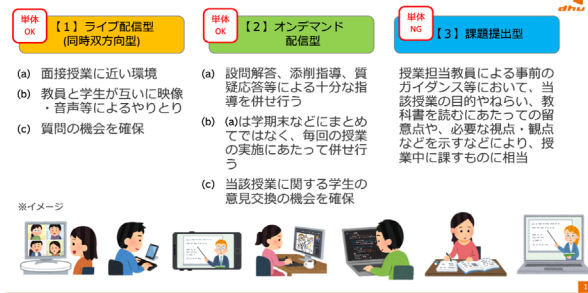 dhu
単体
OK
【1】ライブ配信型
(同時双方向型)
(a) 面接授業に近い環境
(b) 教員と学生が互いに映像
・音声等によるやりとり
(c) 質問の機会を確保
単体
OK
【2】オンデマンド
配信型
(a) 設問解答、添削指導、質
疑応答等による十分な指
導を併せ行う
(b) (a)は学期末などにまとめ
てではなく、毎回の授業
の実施にあたって併せ行
う
(c) 当該授業に関する学生の
意見交換の機会を確保
単体
NG
【3】課題提出型
授業担当教員による事前の
ガイダンス等において、当
該授業の目的やねらい、教
科書を読むにあたっての留
意点や、必要な視点・観点
などを示すなどにより、授
業中に課すものに相当
※イメージ